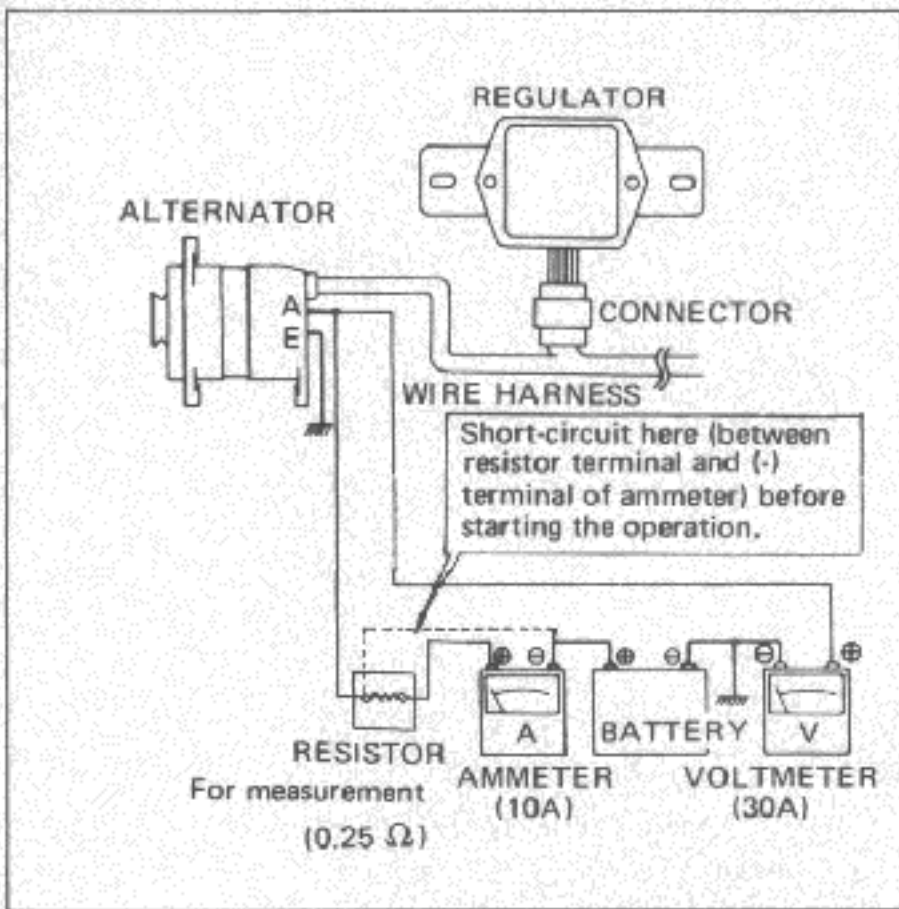 REGULATOR
ALTERNATOR
A
E
CONNECTOR
WIRE HARNESS
Short-circuit here (between
resistor terminal and (-)
terminal of ammeter) before
starting the operation.
⊕ ⊖ ⊕ ⊖ ⊖ ⊕
A BATTERY V
RESISTOR AMMETER VOLTMETER
For measurement (10A) (30A)
(0.25 Ω)